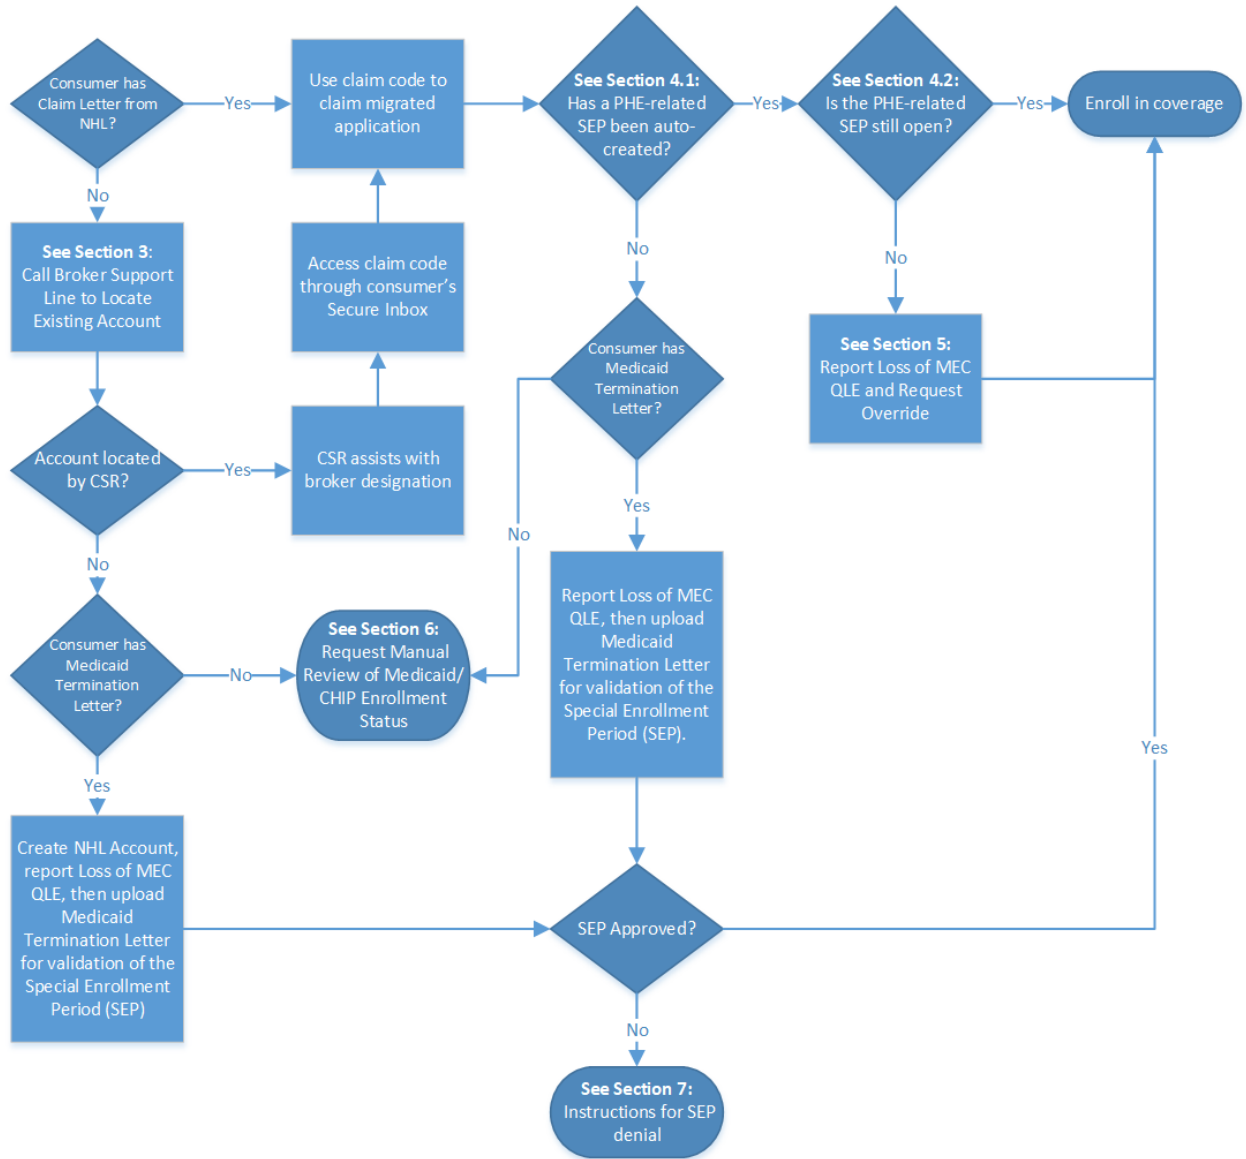 Consumer has
Claim Letter from
NHL?
Yes
Use claim code to
claim migrated
application
See Section 4.1:
Has a PHE-related
SEP been auto-
created?
Yes
See Section 4.2:
Is the PHE-related
SEP still open?
Yes
Enroll in coverage
No
See Section 3:
Call Broker Support
Line to Locate
Existing Account
Access claim code
through consumer's
Secure Inbox
No
Consumer has
Medicaid
Termination
Letter?
No
See Section 5:
Report Loss of MEC
QLE and Request
Override
Account located
by CSR?
Yes
CSR assists with
broker designation
No
Yes
No
Consumer has
Medicaid
Termination
Letter?
No
See Section 6:
Request Manual
Review of Medicaid/
CHIP Enrollment
Status
Report Loss of MEC
QLE, then upload
Medicaid
Termination Letter
for validation of the
Special Enrollment
Period (SEP).
Yes
Yes
Create NHL Account,
report Loss of MEC
QLE, then upload
Medicaid
Termination Letter
for validation of the
Special Enrollment
Period (SEP)
SEP Approved?
No
See Section 7:
Instructions for SEP
denial